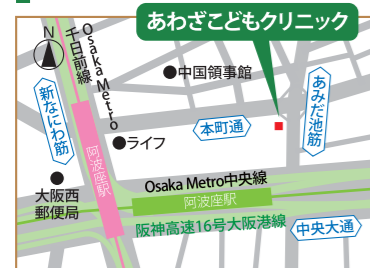 あわざこどもクリニック
N
Osaka Metro
千日前線
中国領事館
あみだ池筋
新なにわ筋
本町通
ライフ
阿波座駅
大阪西
郵便局
Osaka Metro中央線
阿波座駅
阪神高速16号大阪港線
中央大通